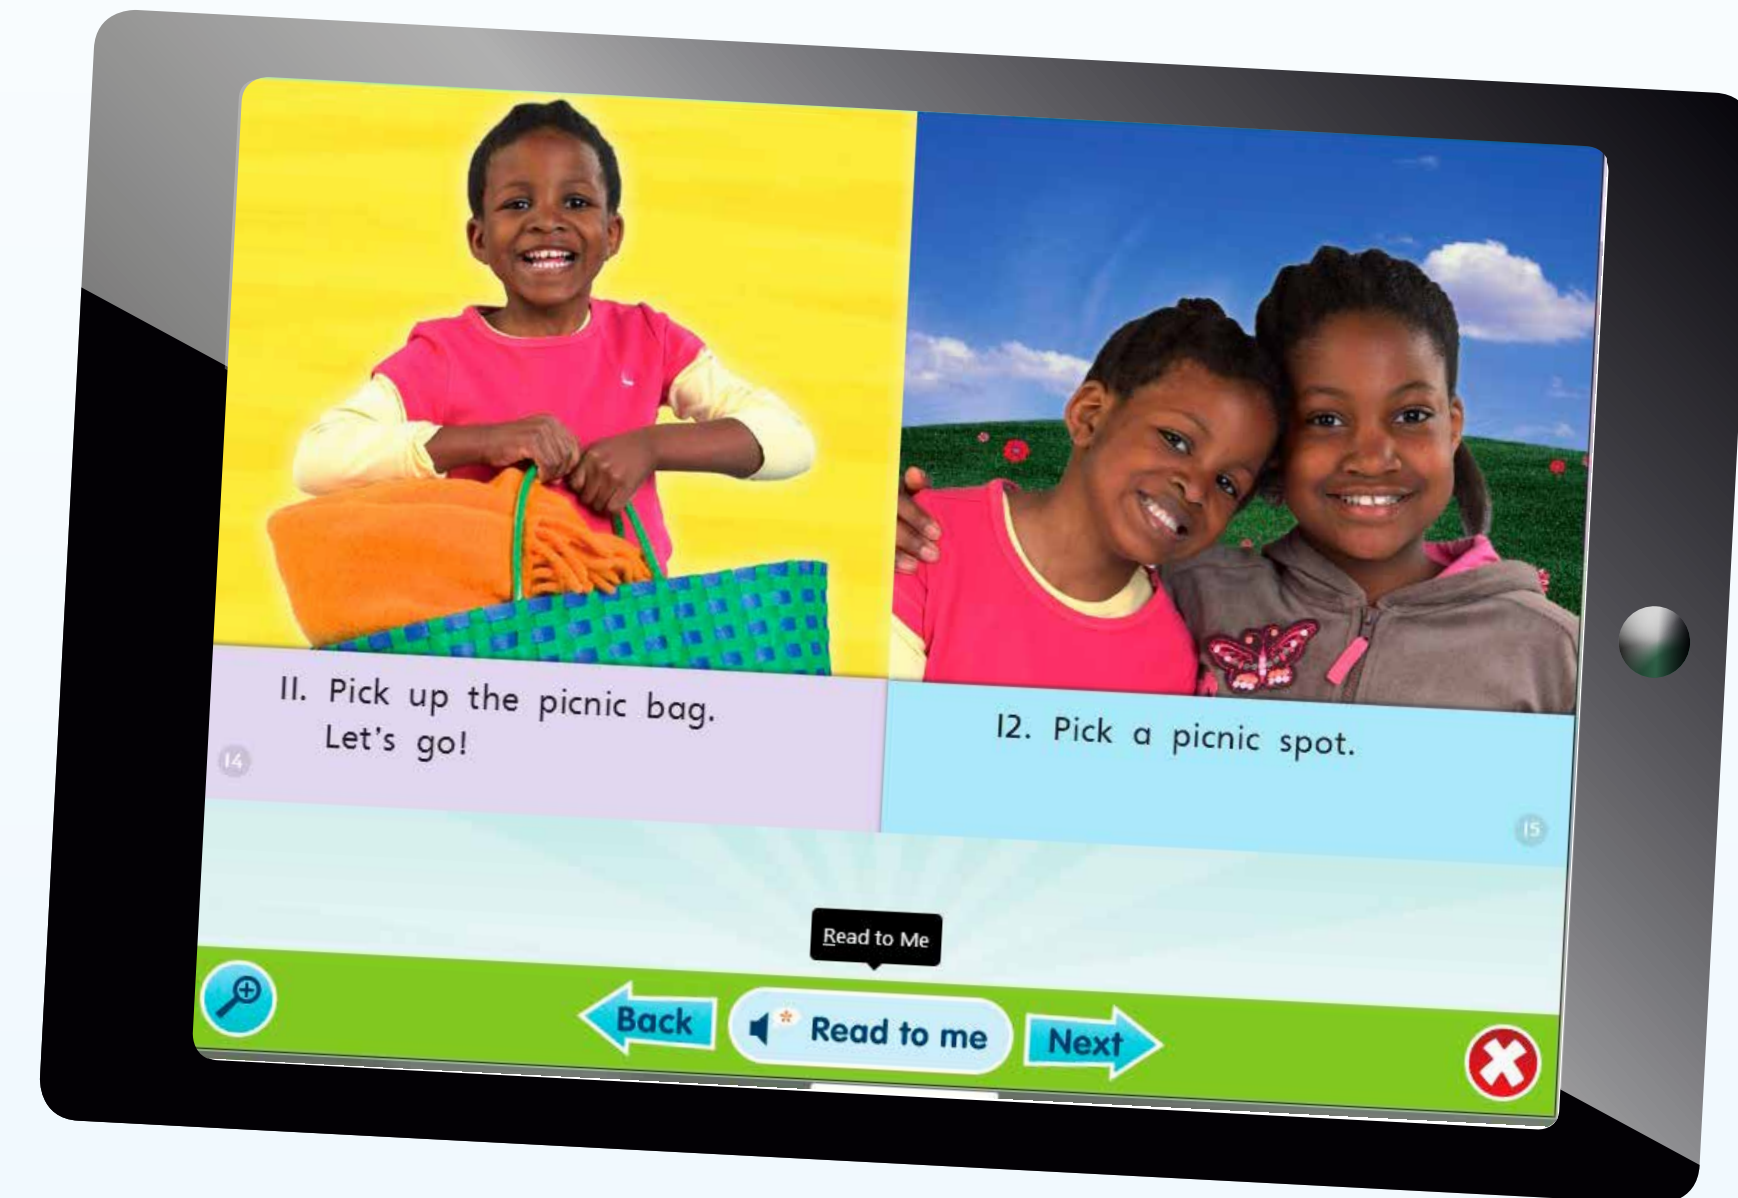 11. Pick up the picnic bag.
Let's go!
14
12. Pick a picnic spot.
15
Read to Me
Back
Read to me
Next